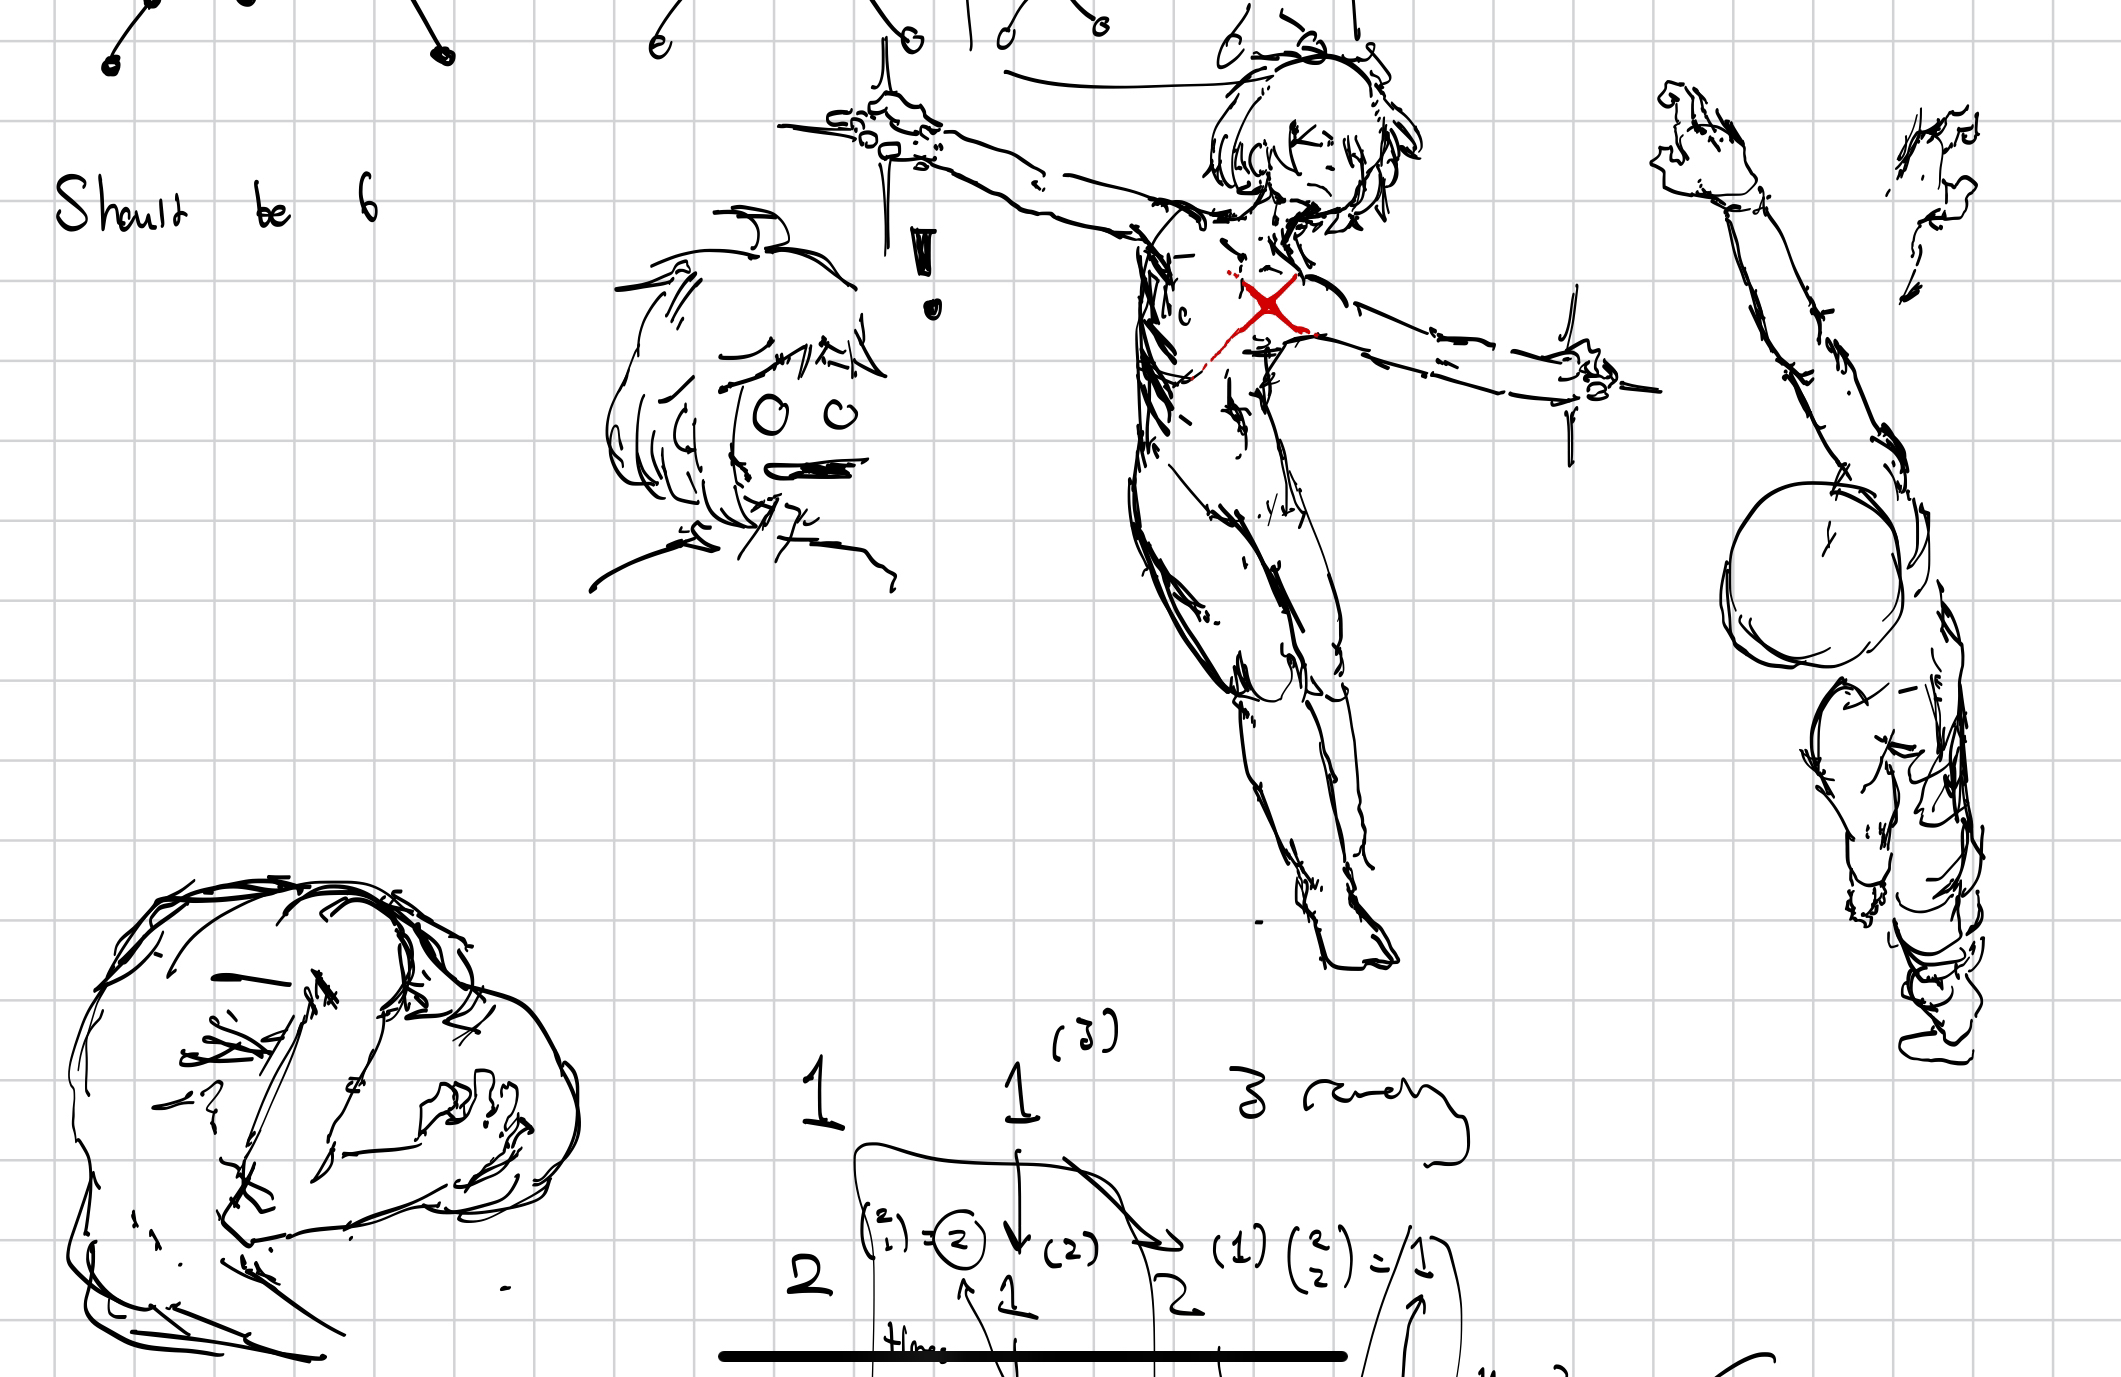 Should be 6
!
(3)
1 1 3
(2 1) = 2 (2) (1) (2 2) = 1
2 1 2